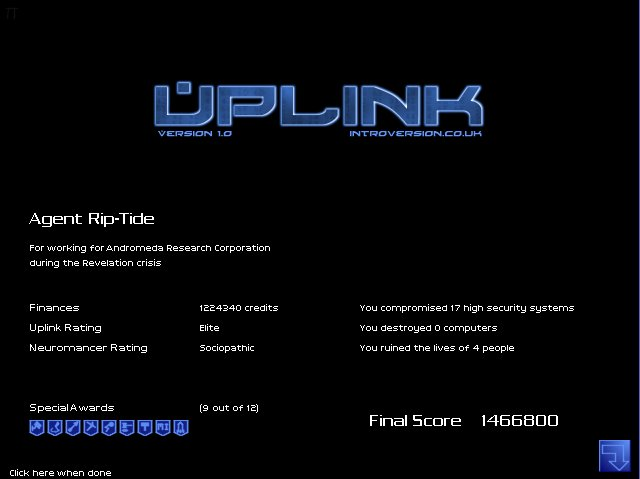 UPLINK
VERSION 1.0 INTROVERSION.CO.UK
Agent Rip-Tide
For working for Andromeda Research Corporation
during the Revelation crisis
Finances 1224340 credits You compromised 17 high security systems
Uplink Rating Elite You destroyed 0 computers
Neuromancer Rating Sociopathic You ruined the lives of 4 people
Special Awards (9 out of 12)
Final Score 1466800
Click here when done